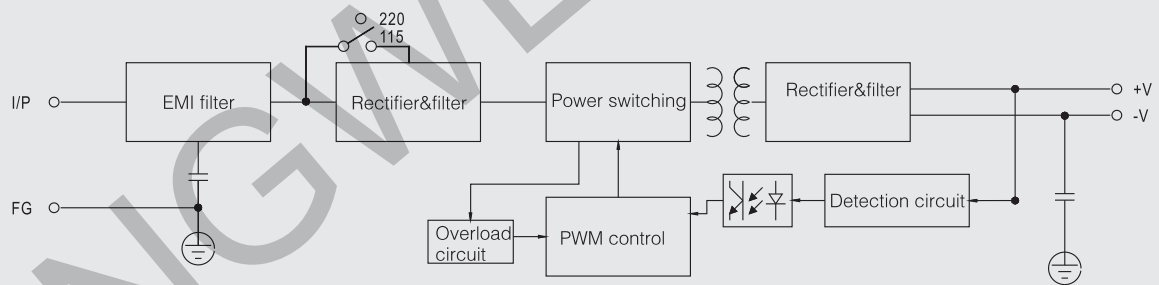 220
115
I/P
EMI filter
Rectifier&filter
Power switching
Rectifier&filter
+V
-V
FG
Overload
circuit
PWM control
Detection circuit